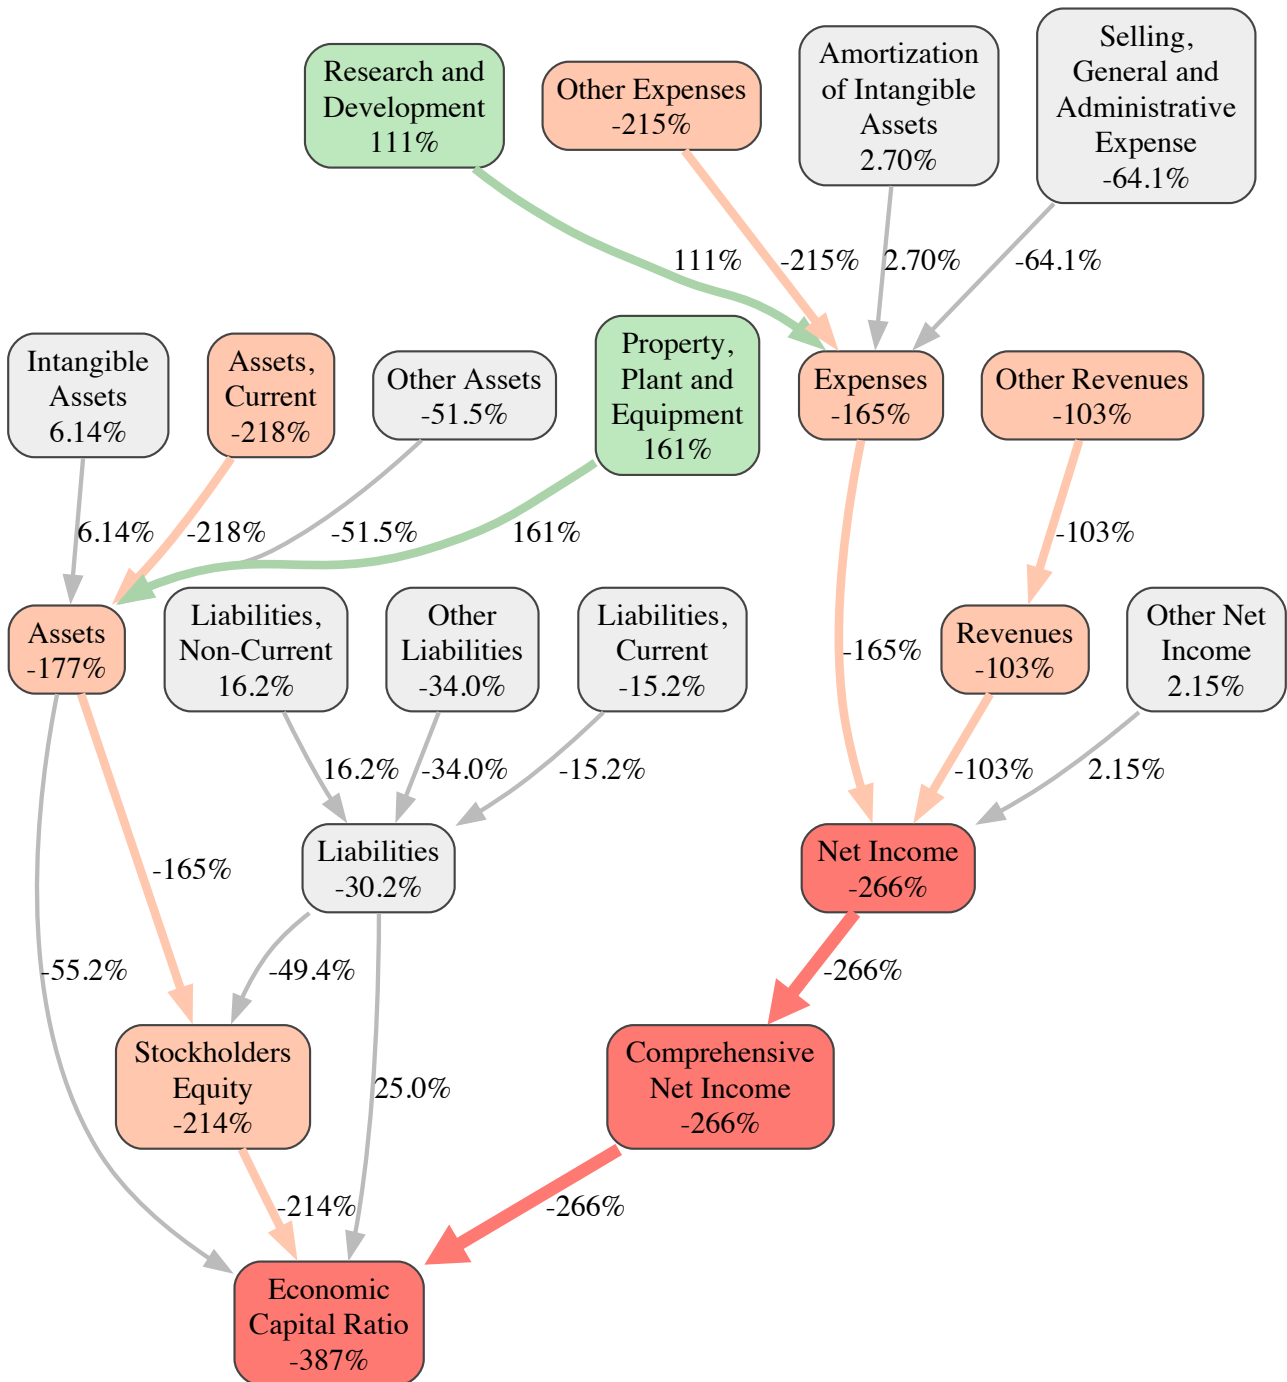 Research and
Development
111%
Other Expenses
-215%
Amortization
of Intangible
Assets
2.70%
Selling,
General and
Administrative
Expense
-64.1%
111%
-215%
2.70%
-64.1%
Intangible
Assets
6.14%
Assets,
Current
-218%
Other Assets
-51.5%
Property,
Plant and
Equipment
161%
Expenses
-165%
Other Revenues
-103%
6.14%
-218%
-51.5%
161%
-103%
Assets
-177%
Liabilities,
Non-Current
16.2%
Other
Liabilities
-34.0%
Liabilities,
Current
-15.2%
-165%
Revenues
-103%
Other Net
Income
2.15%
16.2%
-34.0%
-15.2%
-103%
2.15%
-165%
Liabilities
-30.2%
Net Income
-266%
-55.2%
-49.4%
-266%
Stockholders
Equity
-214%
25.0%
Comprehensive
Net Income
-266%
-214%
-266%
Economic
Capital Ratio
-387%